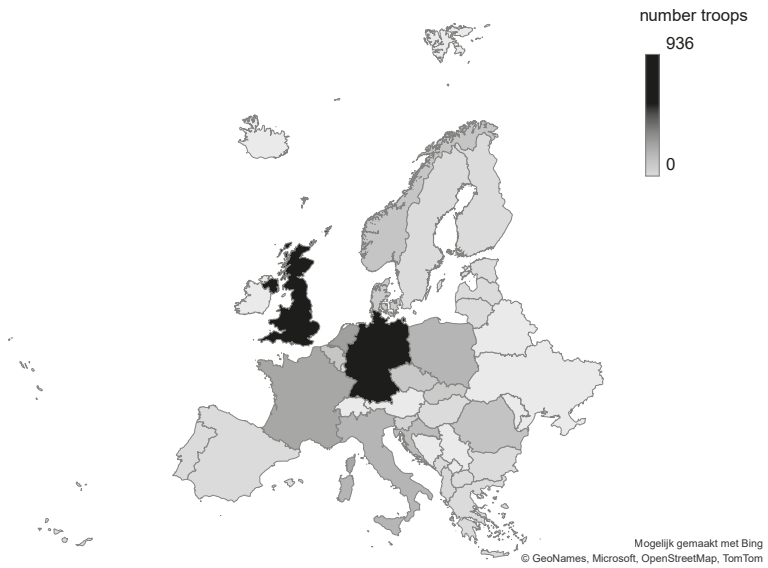 number troops
936
0
Mogelijk gemaakt met Bing
© GeoNames, Microsoft, OpenStreetMap, TomTom